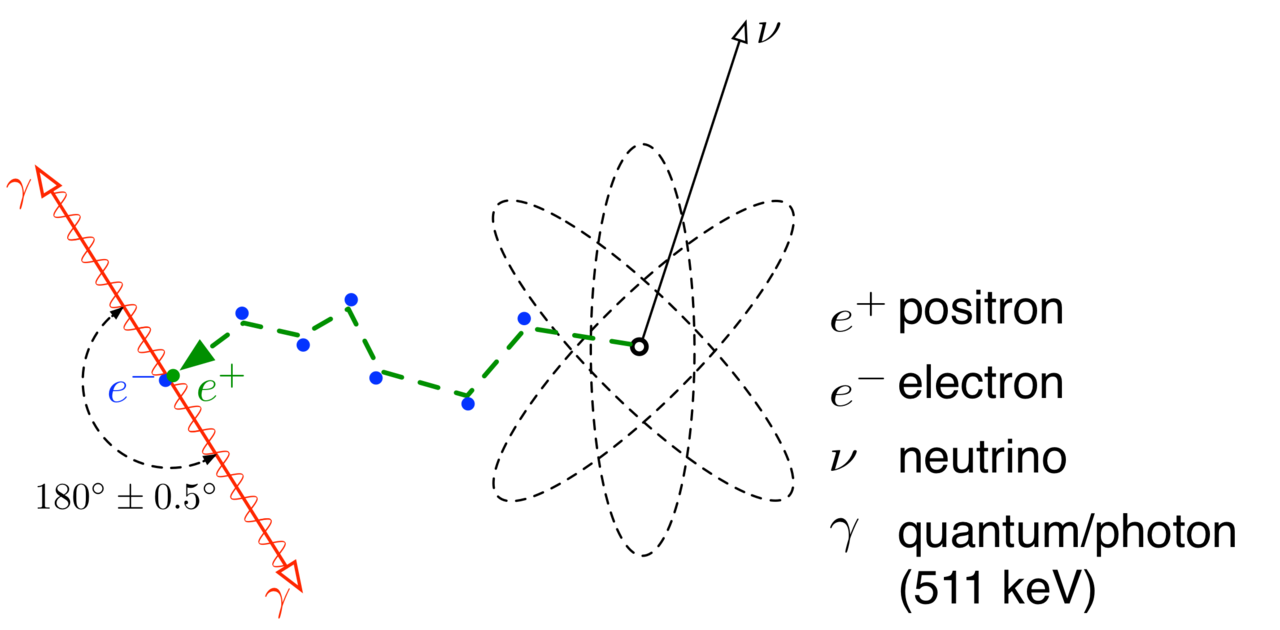 ν
γ
e⁻ e⁺
180° ± 0.5°
γ
e⁺ positron
e⁻ electron
ν neutrino
γ quantum/photon
(511 keV)